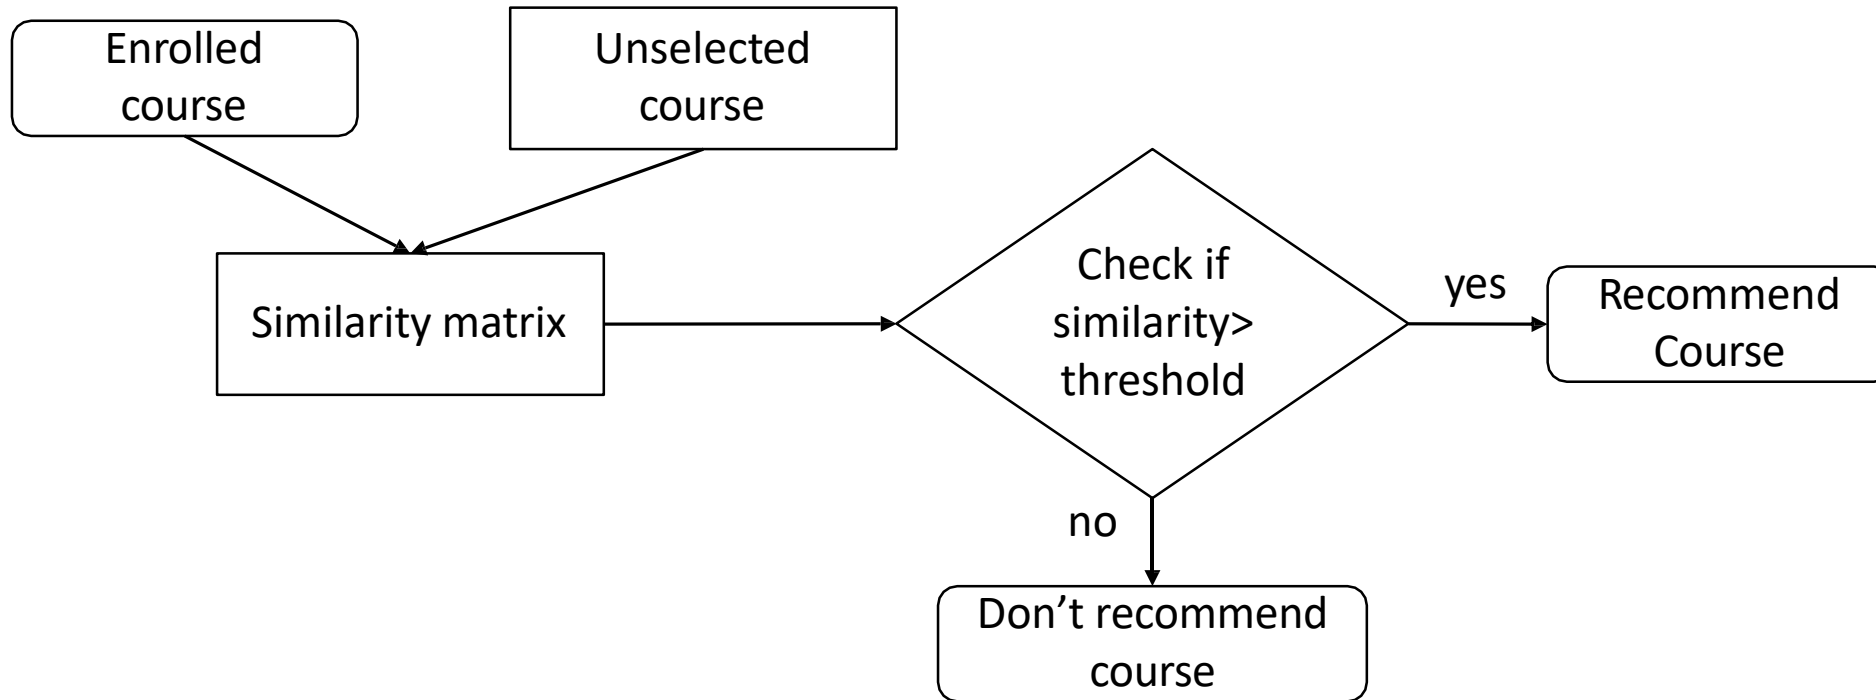 Enrolled
course
Unselected
course
Similarity matrix
Check if
similarity>
threshold
yes
Recommend
Course
no
Don’t recommend
course